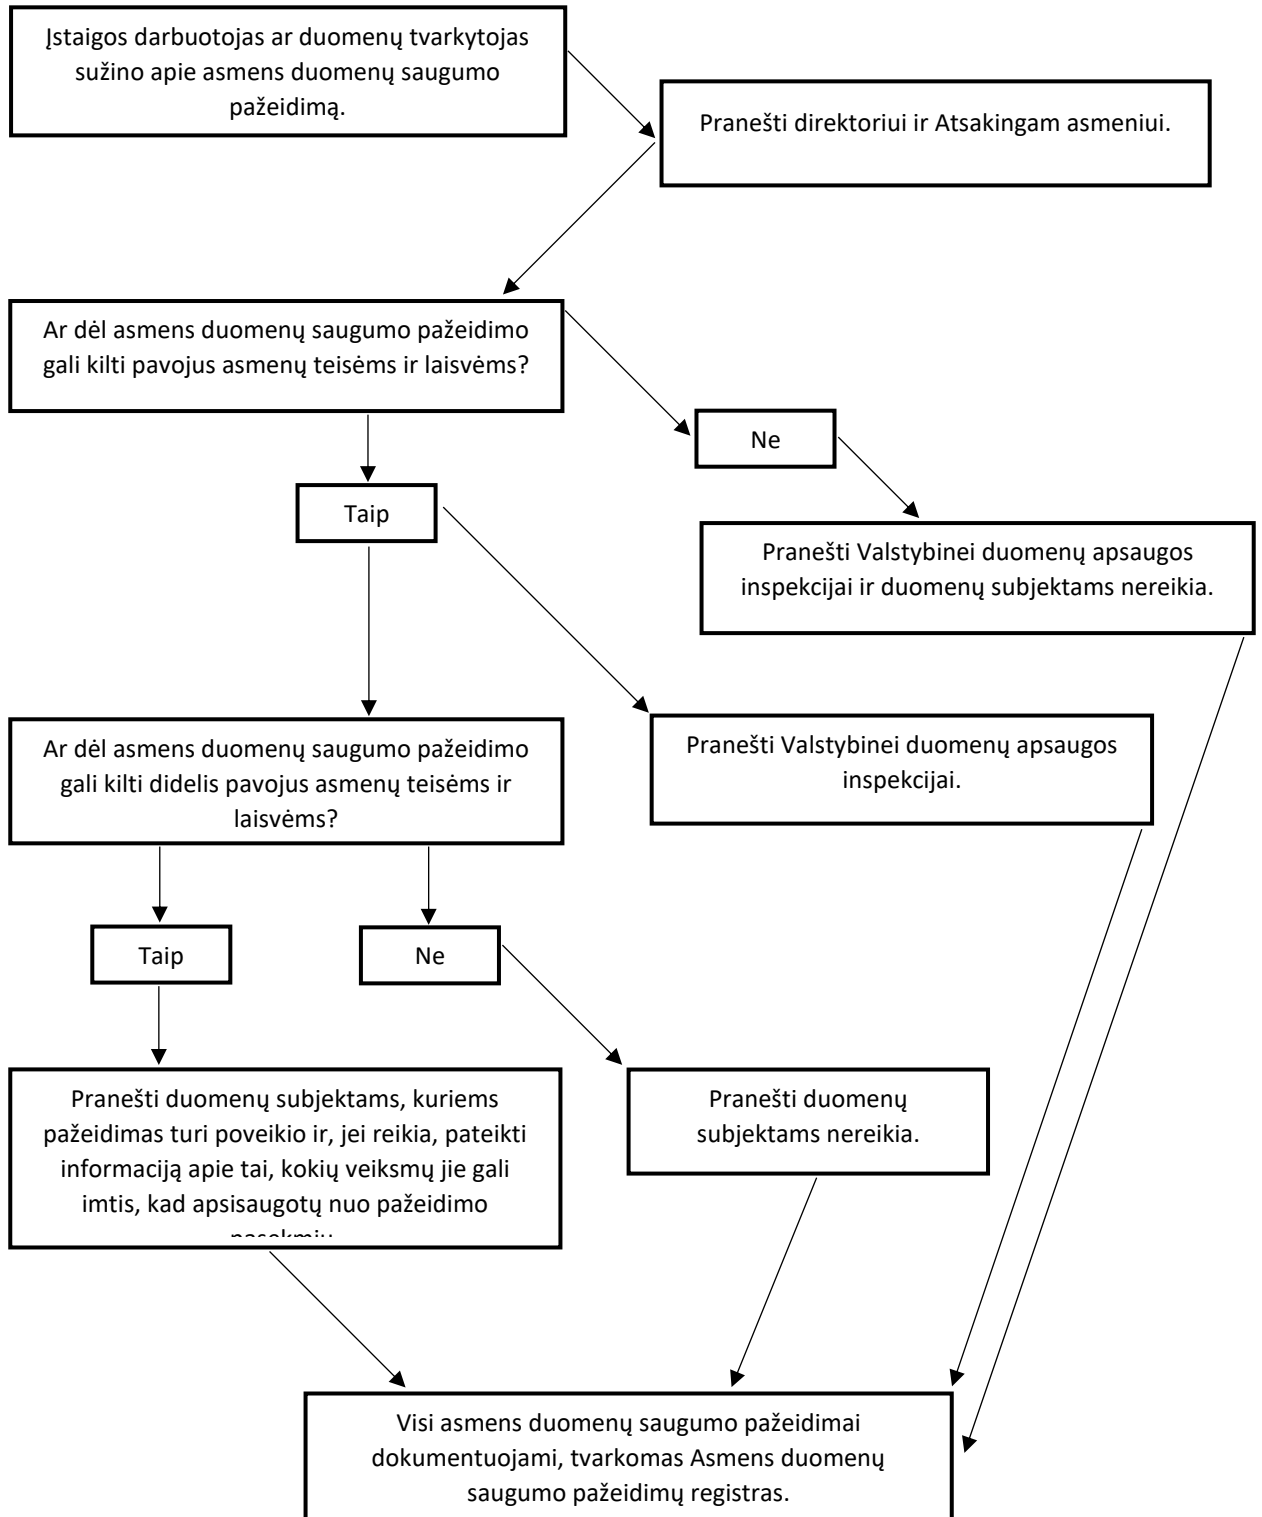 Įstaigos darbuotojas ar duomenų tvarkytojas
sužino apie asmens duomenų saugumo
pažeidimą.
Pranešti direktoriui ir Atsakingam asmeniui.
Ar dėl asmens duomenų saugumo pažeidimo
gali kilti pavojus asmenų teisėms ir laisvėms?
Ne
Taip
Pranešti Valstybinei duomenų apsaugos
inspekcijai ir duomenų subjektams nereikia.
Ar dėl asmens duomenų saugumo pažeidimo
gali kilti didelis pavojus asmenų teisėms ir
laisvėms?
Pranešti Valstybinei duomenų apsaugos
inspekcijai.
Taip
Ne
Pranešti duomenų subjektams, kuriems
pažeidimas turi poveikio ir, jei reikia, pateikti
informaciją apie tai, kokių veiksmų jie gali
imtis, kad apsisaugotų nuo pažeidimo
Pranešti duomenų
subjektams nereikia.
Visi asmens duomenų saugumo pažeidimai
dokumentuojami, tvarkomas Asmens duomenų
saugumo pažeidimų registras.